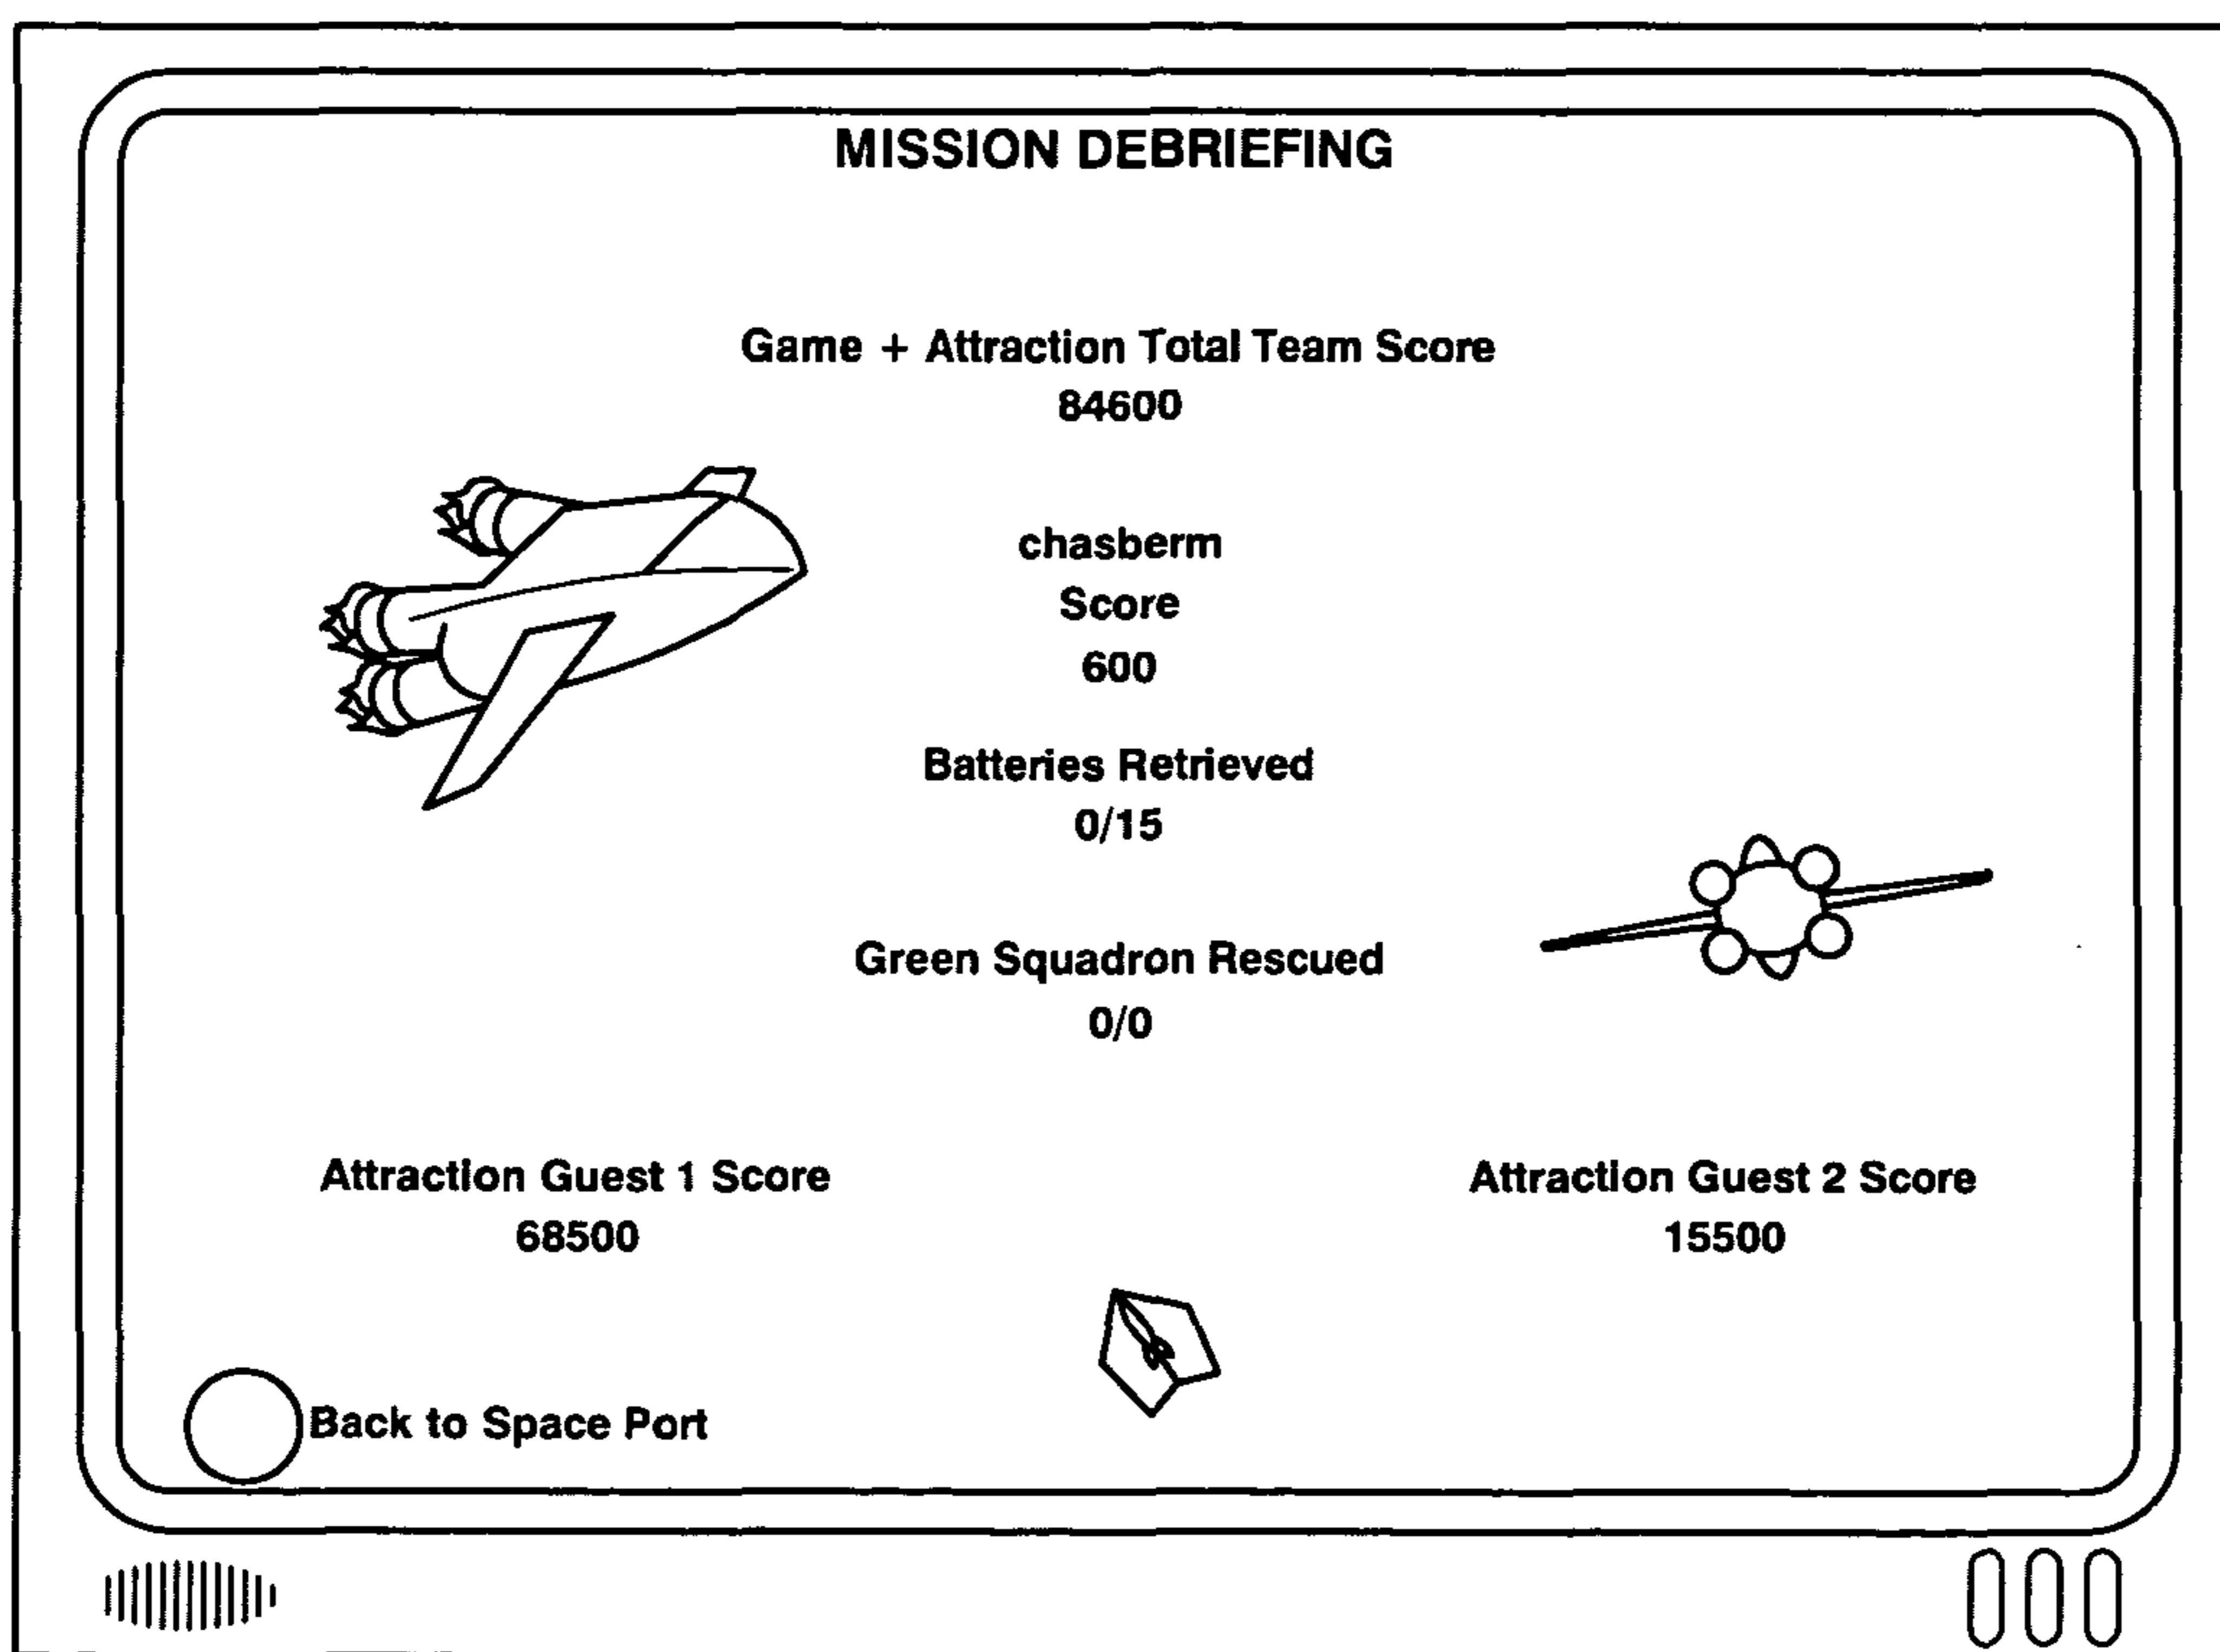 MISSION DEBRIEFING
Game + Attraction Total Team Score
84600
chasberm
Score
600
Batteries Retrieved
0/15
Green Squadron Rescued
0/0
Attraction Guest 1 Score
68500
Attraction Guest 2 Score
15500
Back to Space Port